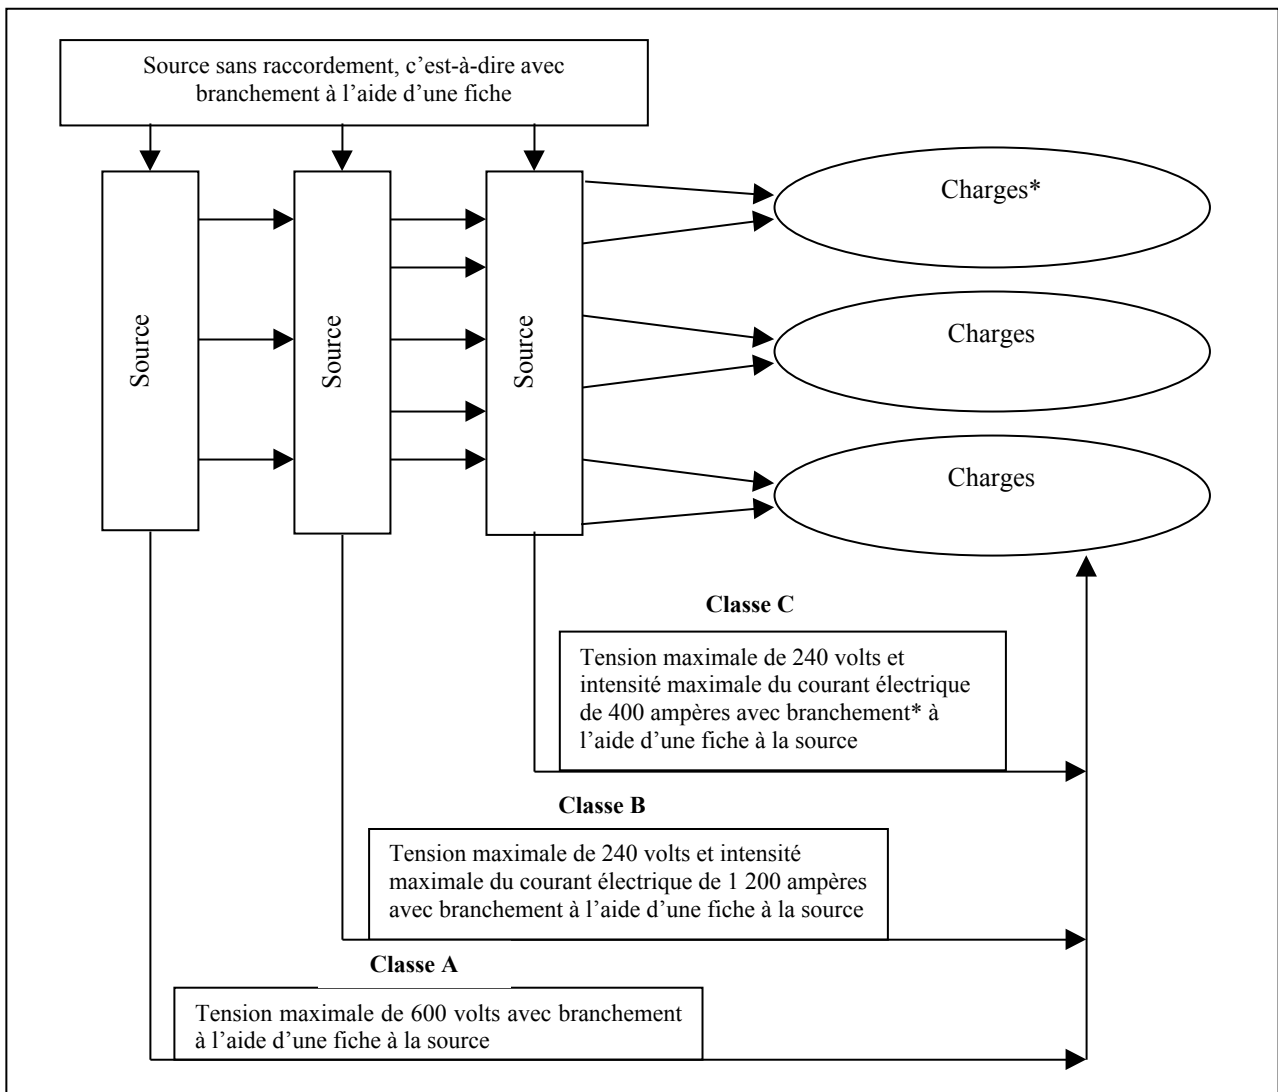 Source sans raccordement, c’est-à-dire avec
branchement à l’aide d’une fiche
Source
Source
Source
Charges*
Charges
Charges
Classe C
Tension maximale de 240 volts et
intensité maximale du courant électrique
de 400 ampères avec branchement* à
l’aide d’une fiche à la source
Classe B
Tension maximale de 240 volts et intensité
maximale du courant électrique de 1 200 ampères
avec branchement à l’aide d’une fiche à la source
Classe A
Tension maximale de 600 volts avec branchement
à l’aide d’une fiche à la source